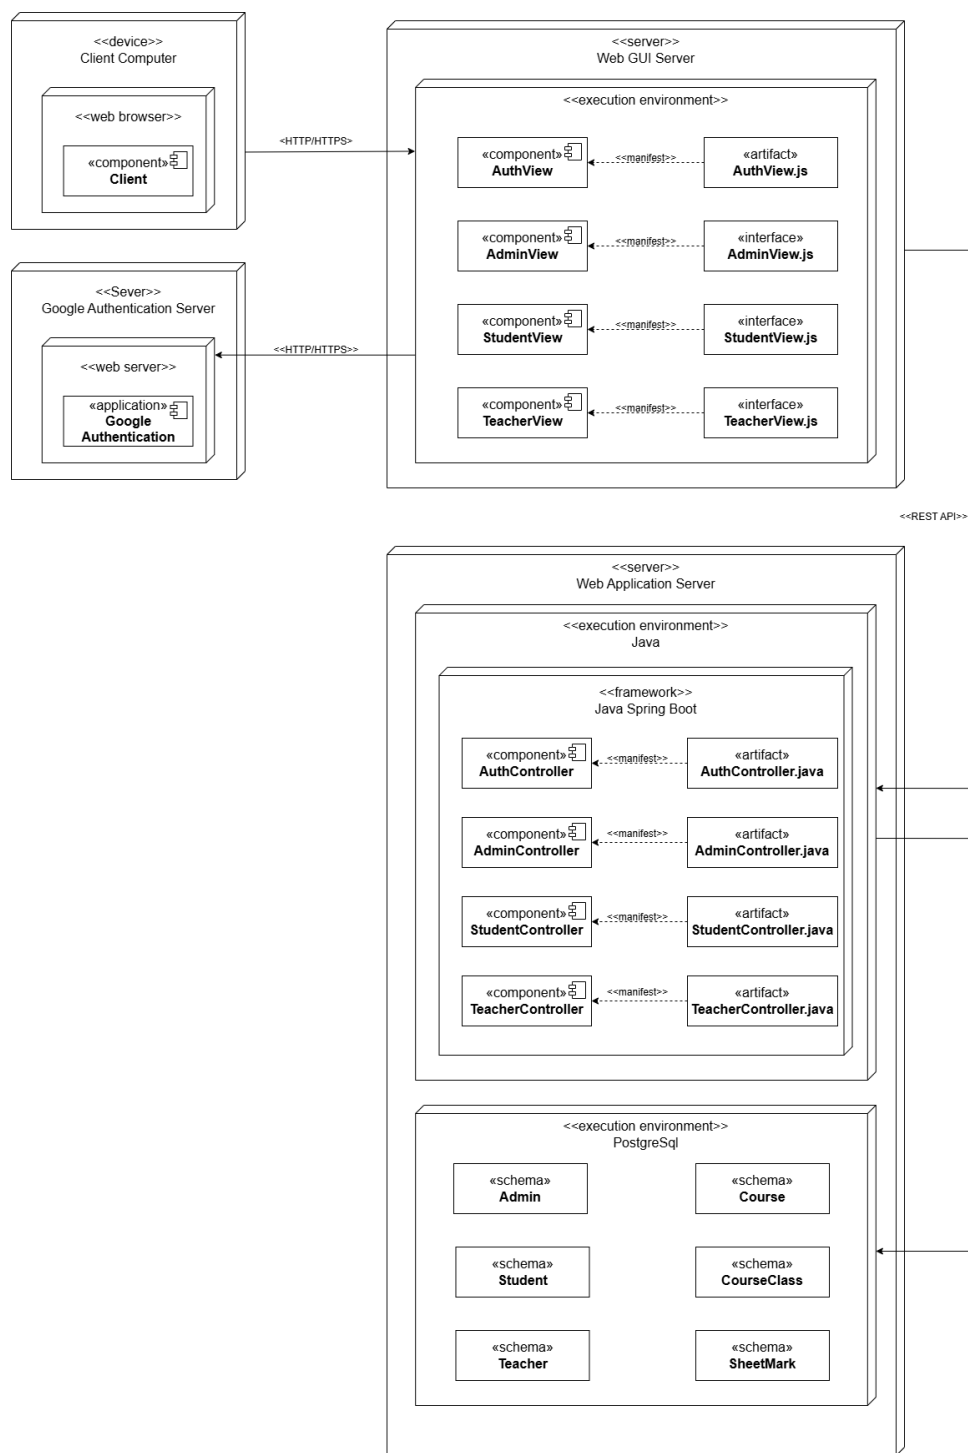 <<device>>
Client Computer
<<web browser>>
«component»
Client
<HTTP/HTTPS>
<<server>>
Web GUI Server
<<execution environment>>
«component»
AuthView
<<manifest>>
«artifact»
AuthView.js
«component»
AdminView
<<manifest>>
«interface»
AdminView.js
«component»
StudentView
<<manifest>>
«interface»
StudentView.js
«component»
TeacherView
<<manifest>>
«interface»
TeacherView.js
<<Sever>>
Google Authentication Server
<<web server>>
«application»
Google
Authentication
<<HTTP/HTTPS>>
<<REST API>>
<<server>>
Web Application Server
<<execution environment>>
Java
<<framework>>
Java Spring Boot
«component»
AuthController
<<manifest>>
«artifact»
AuthController.java
«component»
AdminController
<<manifest>>
«artifact»
AdminController.java
«component»
StudentController
<<manifest>>
«artifact»
StudentController.java
«component»
TeacherController
<<manifest>>
«artifact»
TeacherController.java
<<execution environment>>
PostgreSql
«schema»
Admin
«schema»
Course
«schema»
Student
«schema»
CourseClass
«schema»
Teacher
«schema»
SheetMark